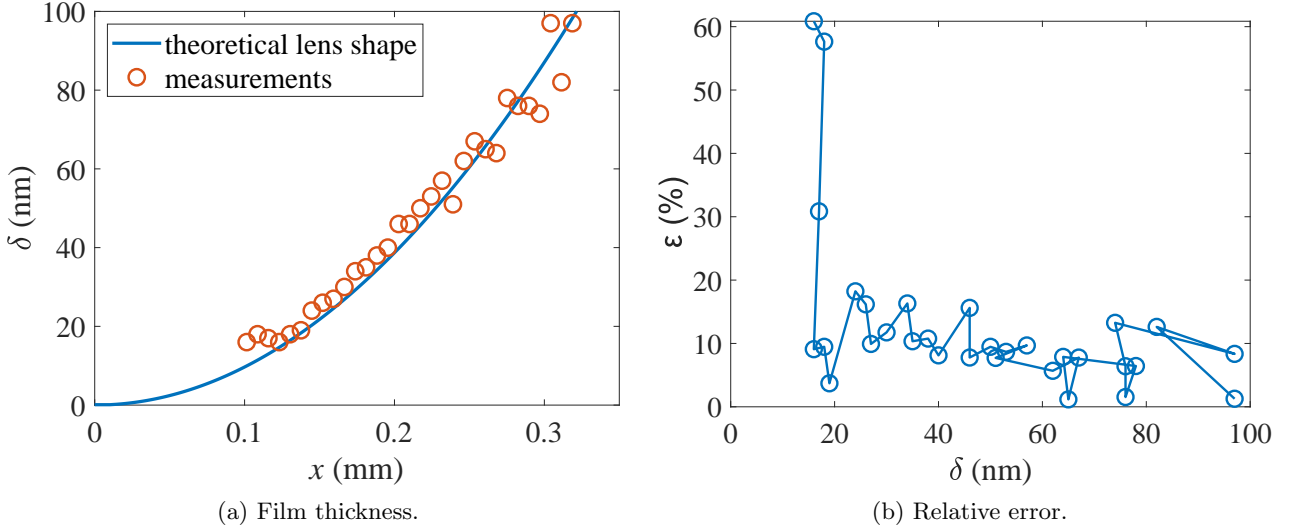 100
80
60
40
20
0
δ (nm)
theoretical lens shape
measurements
0
0.1
0.2
0.3
x (mm)
(a) Film thickness.
60
50
40
30
20
10
0
ε (%)
0
20
40
60
80
100
δ (nm)
(b) Relative error.